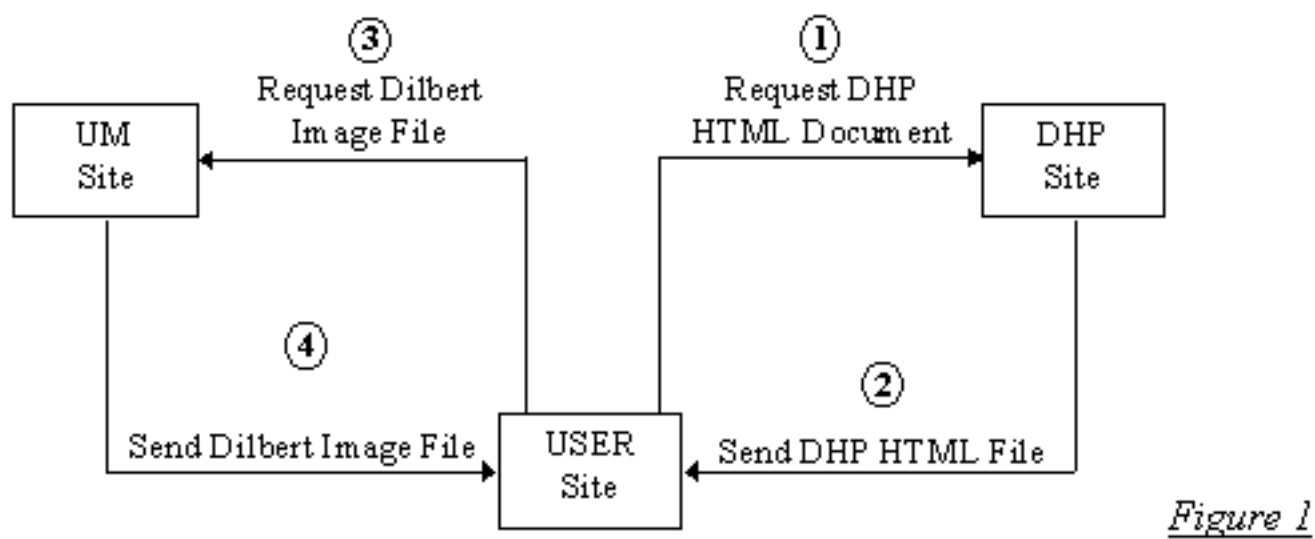 3
Request Dilbert
Image File
1
Request DHP
HTML Document
UM
Site
DHP
Site
4
2
Send Dilbert Image File
USER
Site
Send DHP HTML File
Figure 1